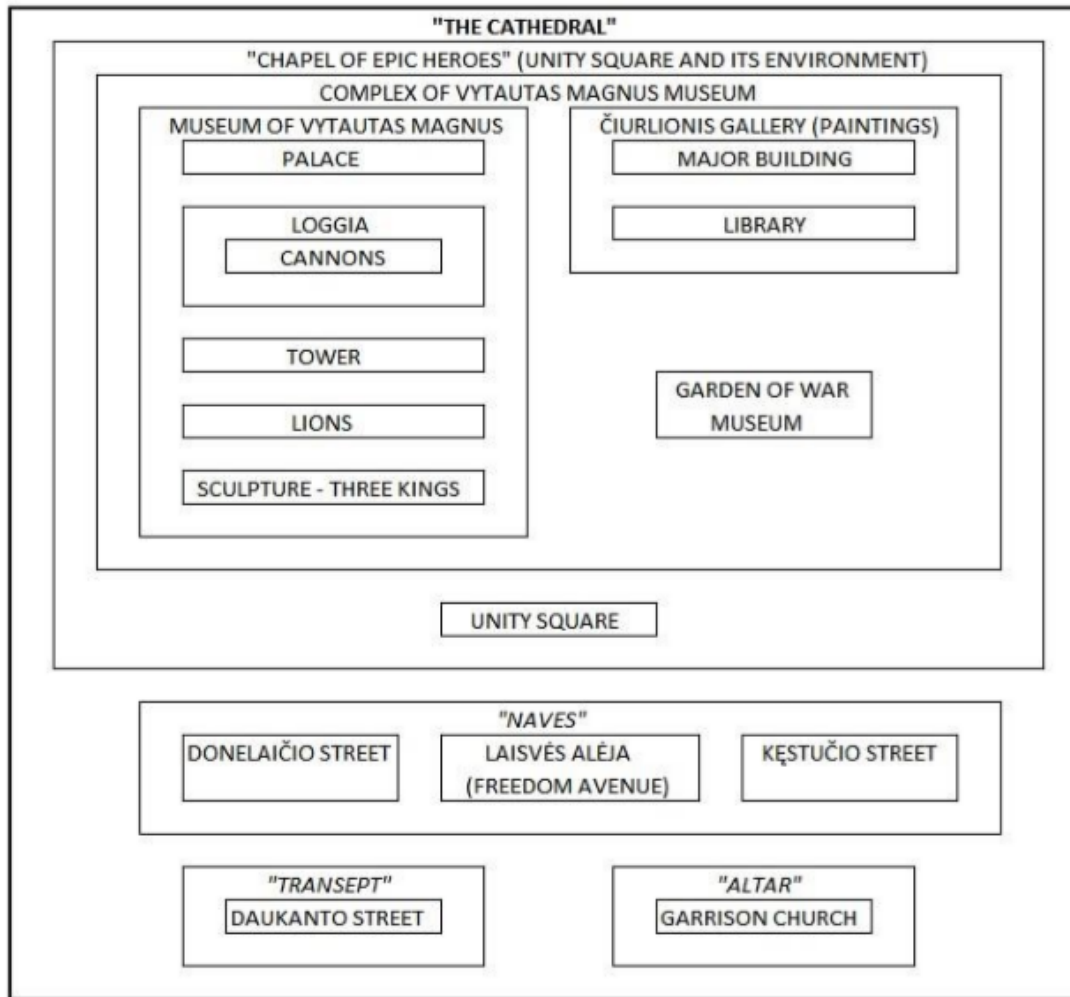 "THE CATHEDRAL"
"CHAPEL OF EPIC HEROES" (UNITY SQUARE AND ITS ENVIRONMENT)
COMPLEX OF VYTAUTAS MAGNUS MUSEUM
MUSEUM OF VYTAUTAS MAGNUS
PALACE
LOGGIA
CANNONS
TOWER
LIONS
SCULPTURE - THREE KINGS
ČIURLIONIS GALLERY (PAINTINGS)
MAJOR BUILDING
LIBRARY
GARDEN OF WAR
MUSEUM
UNITY SQUARE
"NAVES"
DONELAIČIO STREET
LAISVĖS ALĖJA
(FREEDOM AVENUE)
KĘSTUČIO STREET
"TRANSEPT"
DAUKANTO STREET
"ALTAR"
GARRISON CHURCH